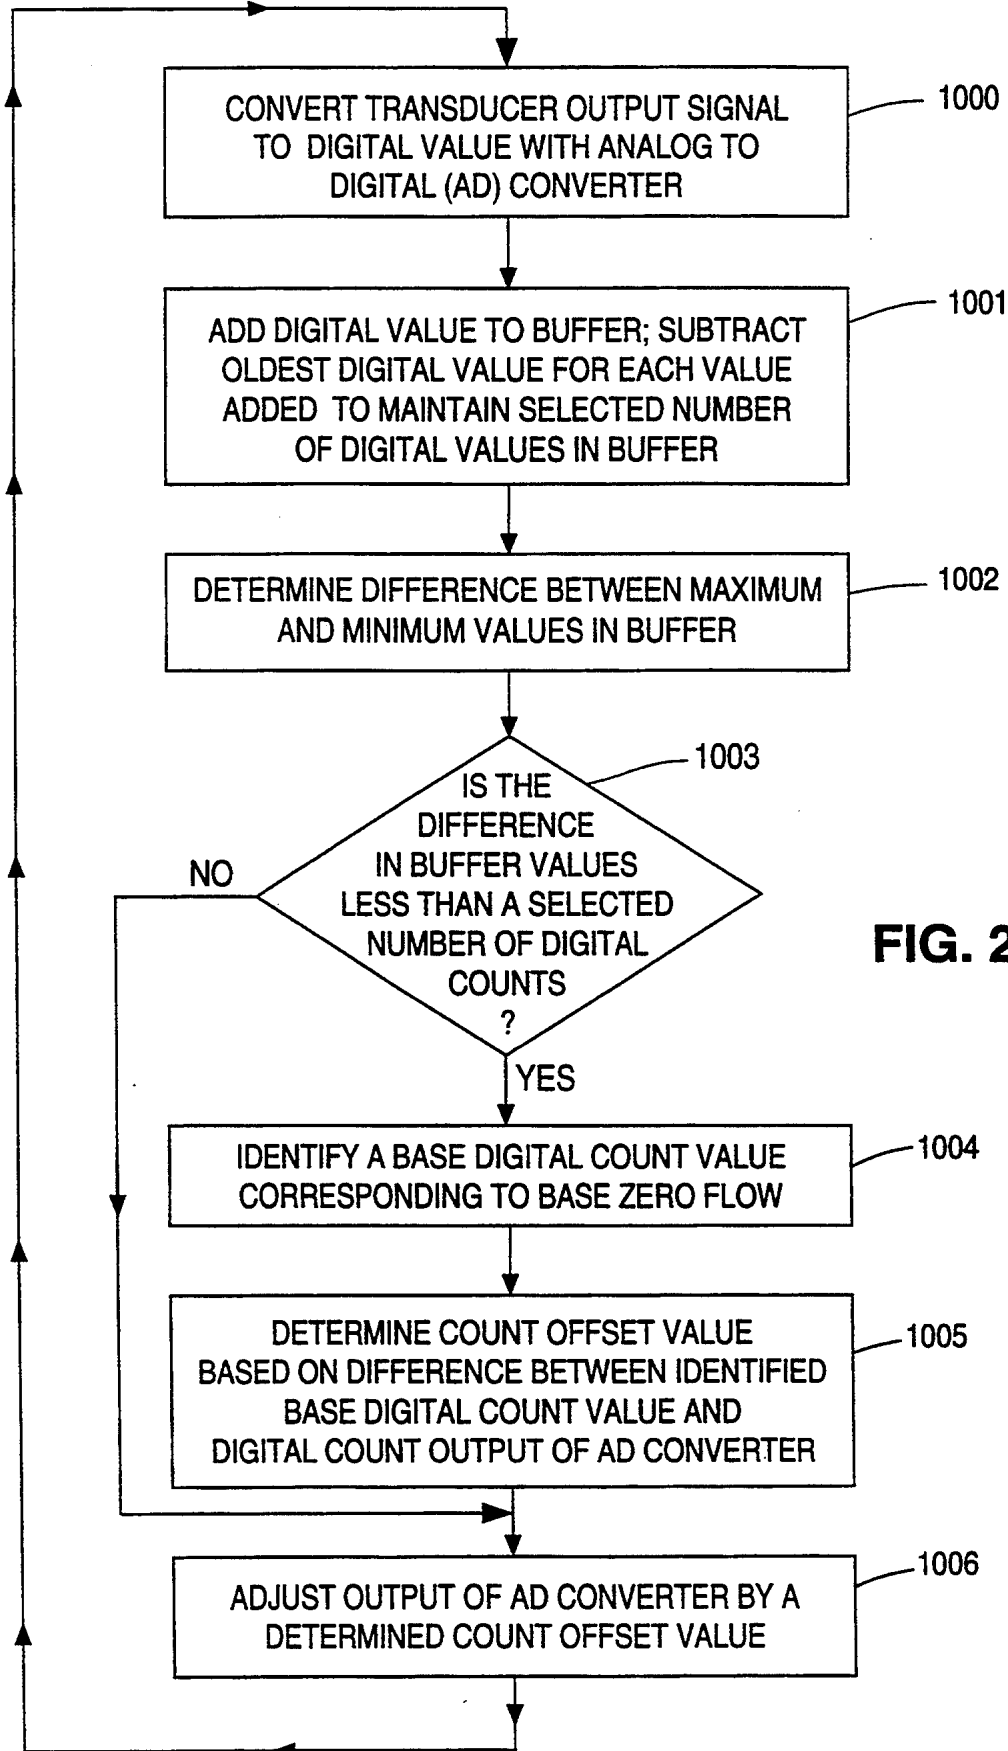 CONVERT TRANSDUCER OUTPUT SIGNAL
TO DIGITAL VALUE WITH ANALOG TO
DIGITAL (AD) CONVERTER
1000
ADD DIGITAL VALUE TO BUFFER; SUBTRACT
OLDEST DIGITAL VALUE FOR EACH VALUE
ADDED TO MAINTAIN SELECTED NUMBER
OF DIGITAL VALUES IN BUFFER
1001
DETERMINE DIFFERENCE BETWEEN MAXIMUM
AND MINIMUM VALUES IN BUFFER
1002
IS THE
DIFFERENCE
IN BUFFER VALUES
LESS THAN A SELECTED
NUMBER OF DIGITAL
COUNTS
?
1003
NO
FIG. 2
YES
IDENTIFY A BASE DIGITAL COUNT VALUE
CORRESPONDING TO BASE ZERO FLOW
1004
DETERMINE COUNT OFFSET VALUE
BASED ON DIFFERENCE BETWEEN IDENTIFIED
BASE DIGITAL COUNT VALUE AND
DIGITAL COUNT OUTPUT OF AD CONVERTER
1005
ADJUST OUTPUT OF AD CONVERTER BY A
DETERMINED COUNT OFFSET VALUE
1006